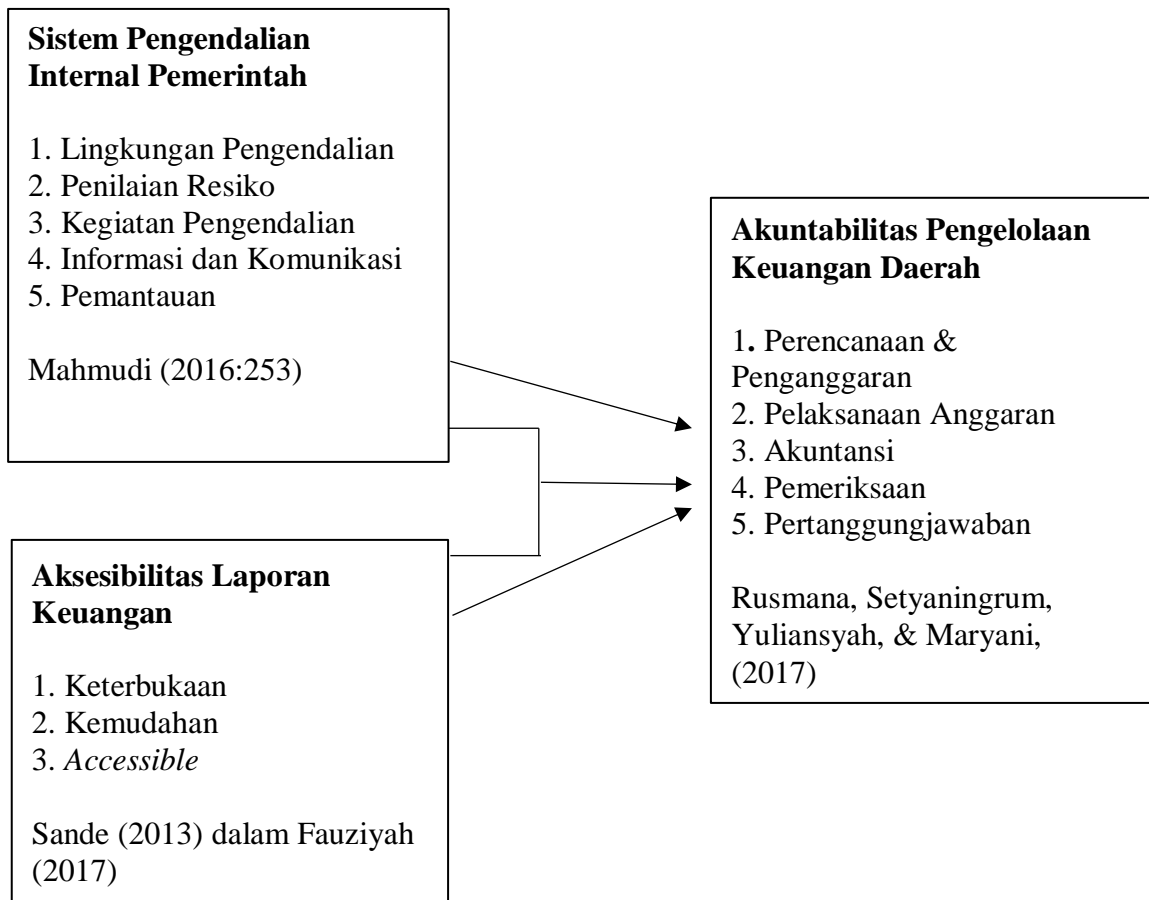 Sistem Pengendalian
Internal Pemerintah
1. Lingkungan Pengendalian
2. Penilaian Resiko
3. Kegiatan Pengendalian
4. Informasi dan Komunikasi
5. Pemantauan
Mahmudi (2016:253)
Aksesibilitas Laporan
Keuangan
1. Keterbukaan
2. Kemudahan
3. Accessible
Sande (2013) dalam Fauziyah
(2017)
Akuntabilitas Pengelolaan
Keuangan Daerah
1. Perencanaan &
Penganggaran
2. Pelaksanaan Anggaran
3. Akuntansi
4. Pemeriksaan
5. Pertanggungjawaban
Rusmana, Setyaningrum,
Yuliansyah, & Maryani,
(2017)